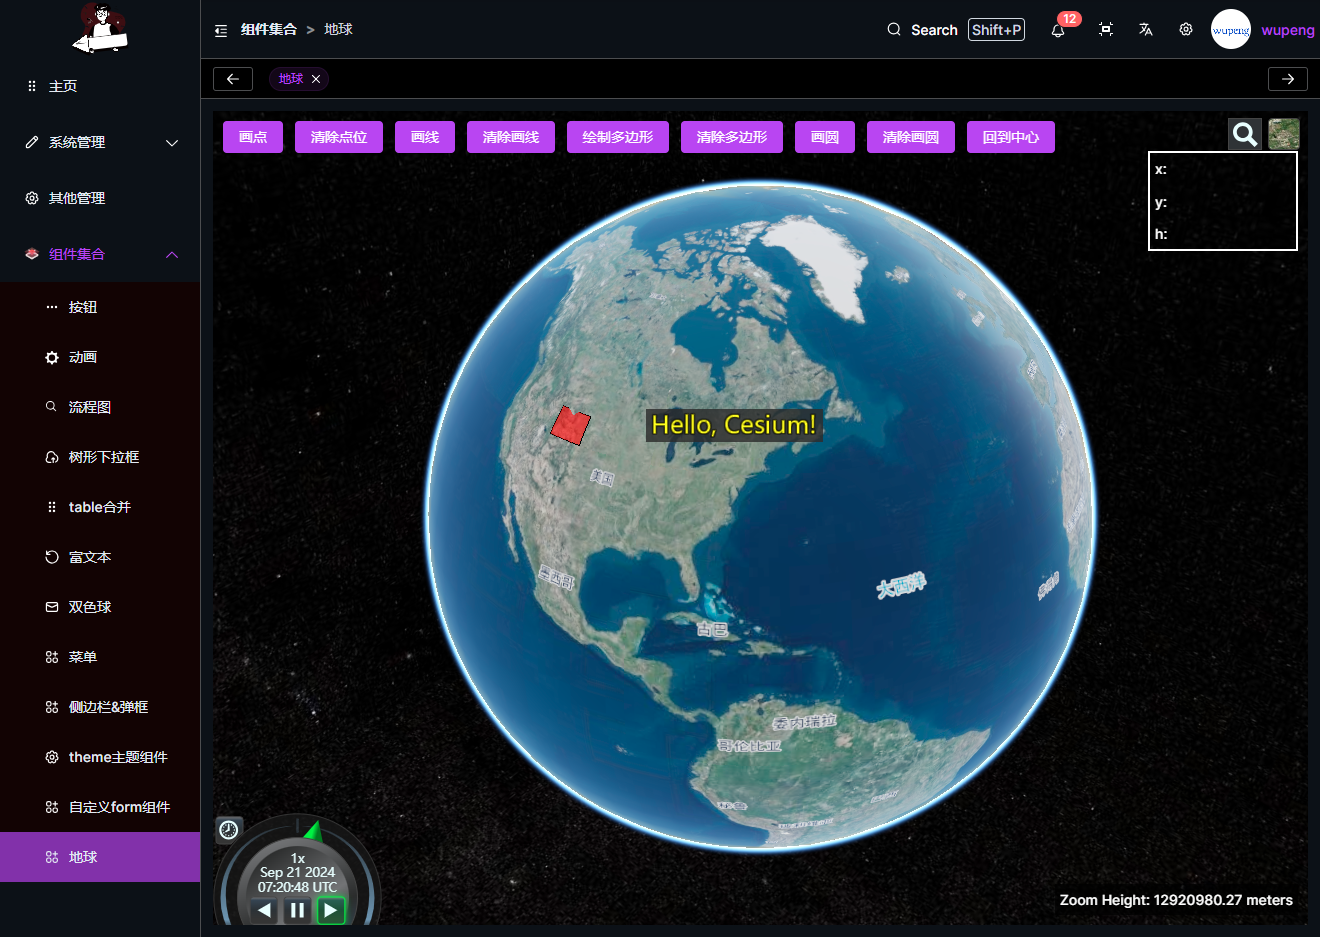 组件集合 > 地球
Search Shift+P
12
wupeng
wupeng
主页
系统管理
其他管理
组件集合
按钮
动画
流程图
树形下拉框
table合并
富文本
双色球
菜单
侧边栏&弹框
theme主题组件
自定义form组件
地球
地球
画点 清除点位 画线 清除画线 绘制多边形 清除多边形 画圆 清除画圆 回到中心
x:
y:
h:
Hello, Cesium!
美国
墨西哥
大西洋
古巴
委内瑞拉
哥伦比亚
1x
Sep 21 2024
07:20:48 UTC
Zoom Height: 12920980.27 meters